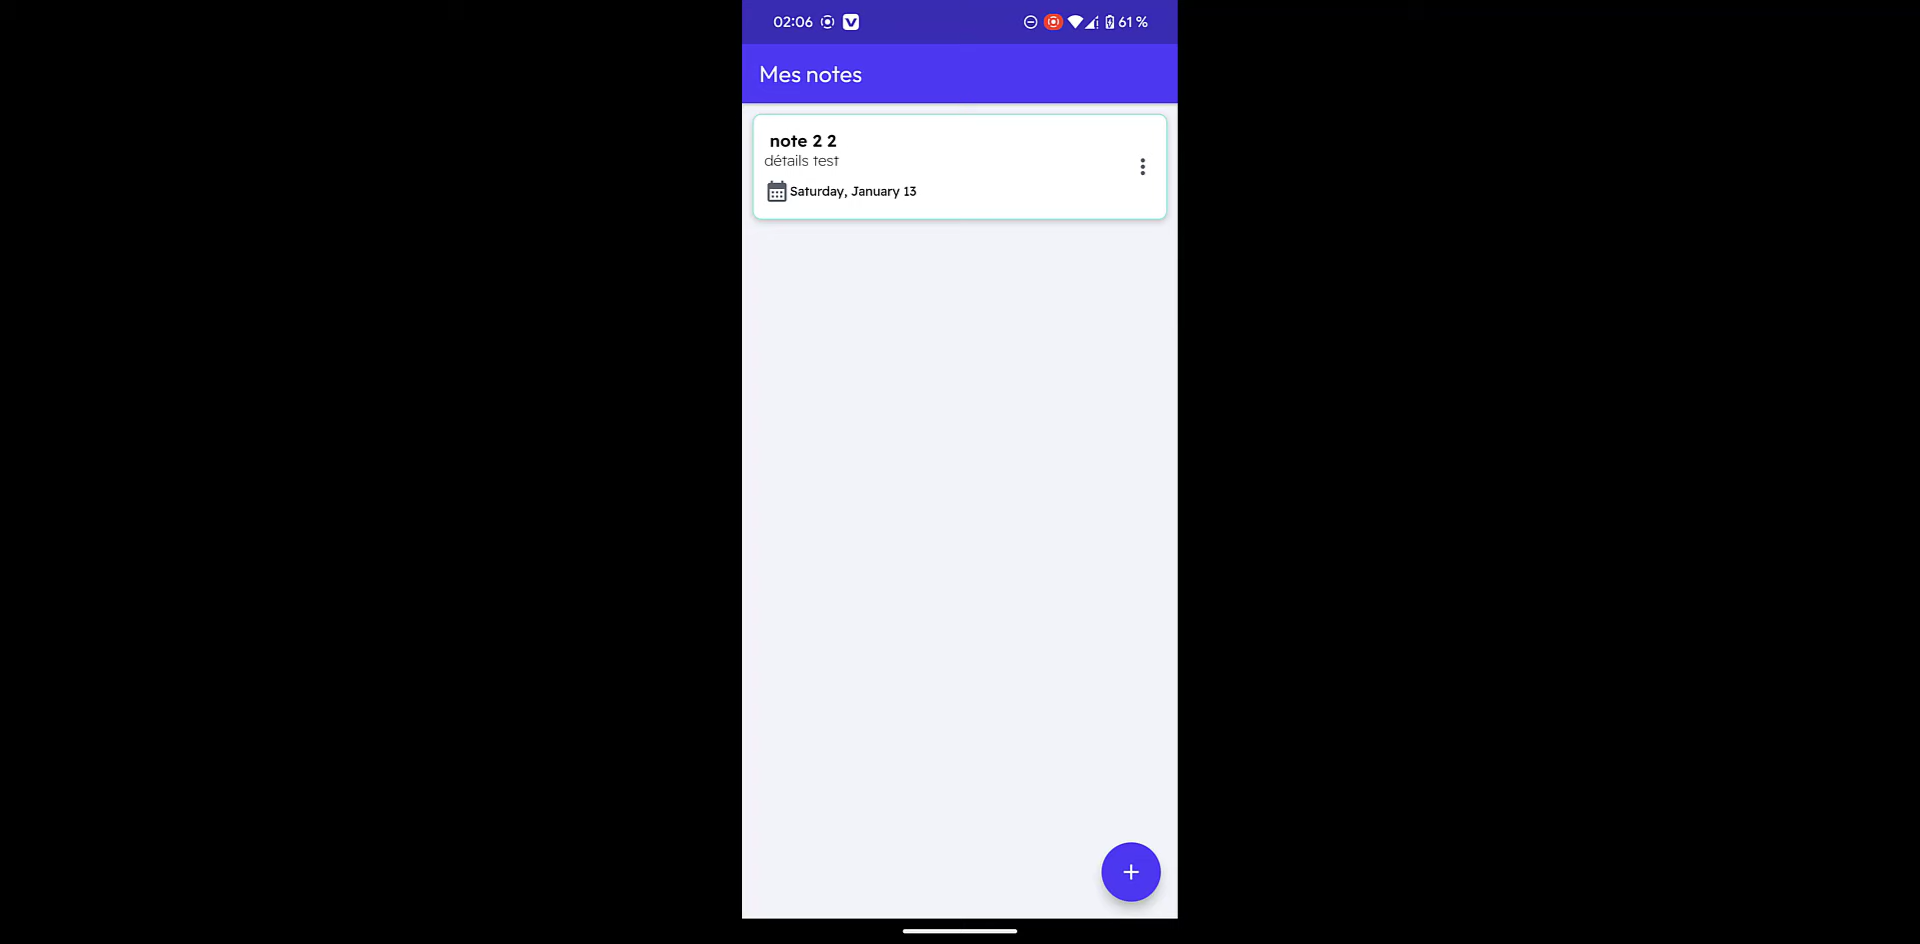 02:06 61 %
Mes notes
note 2 2
détails test
Saturday, January 13